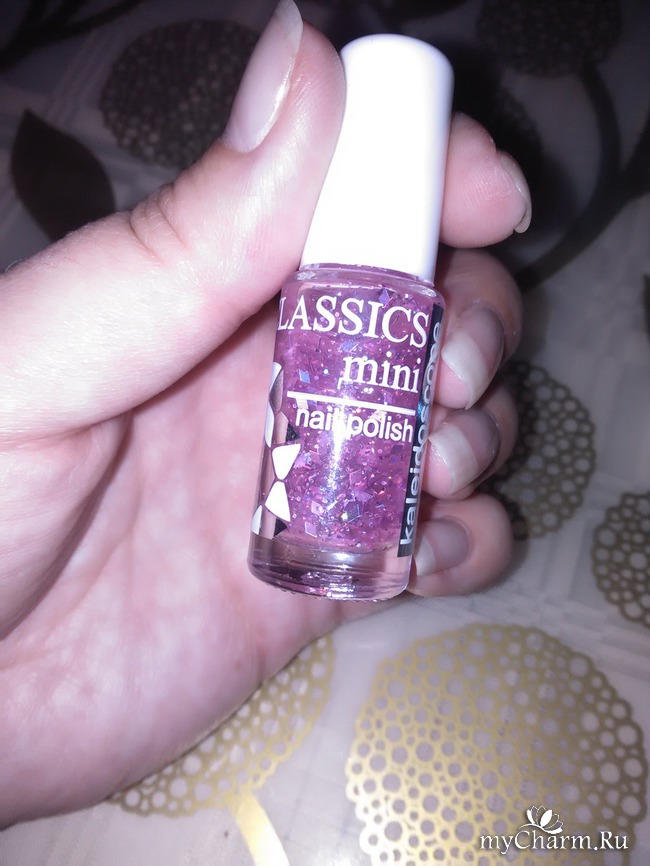 LASSICS
mini
nail polish
kaleidoscope
myCharm.Ru